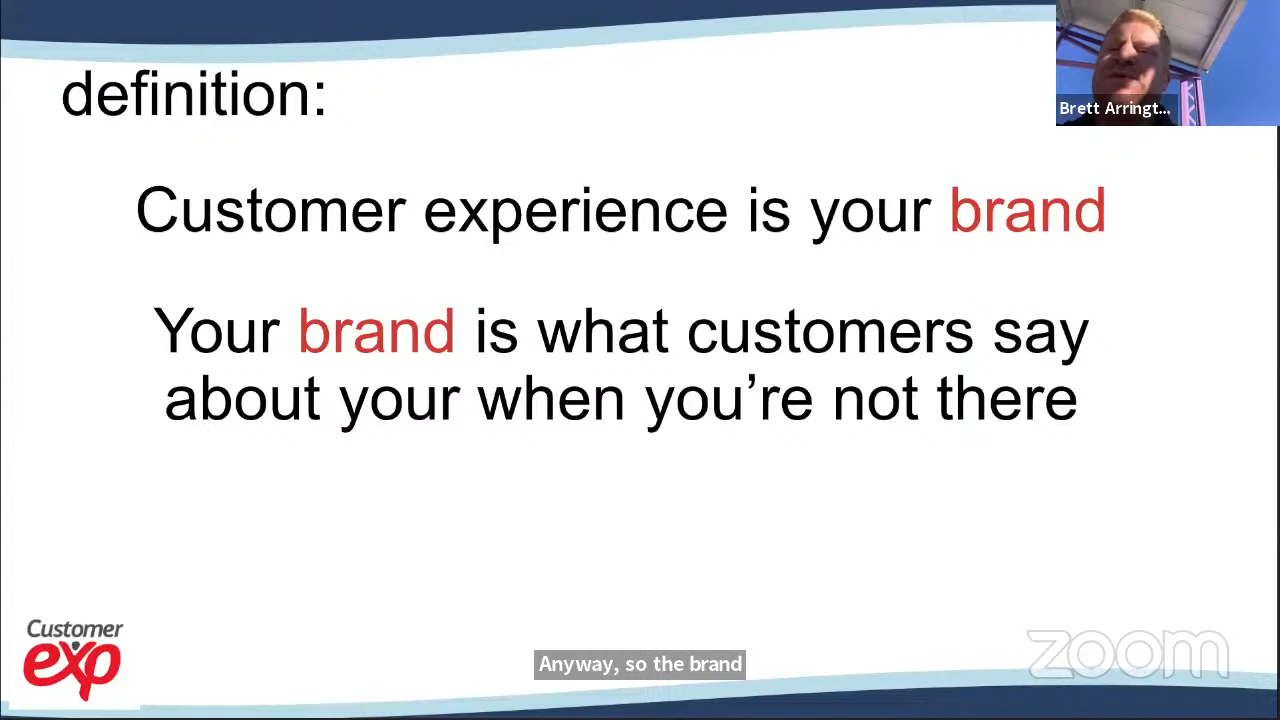 definition:
Brett Arringt...
Customer experience is your brand
Your brand is what customers say
about your when you’re not there
Customer
exp
Anyway, so the brand
zoom